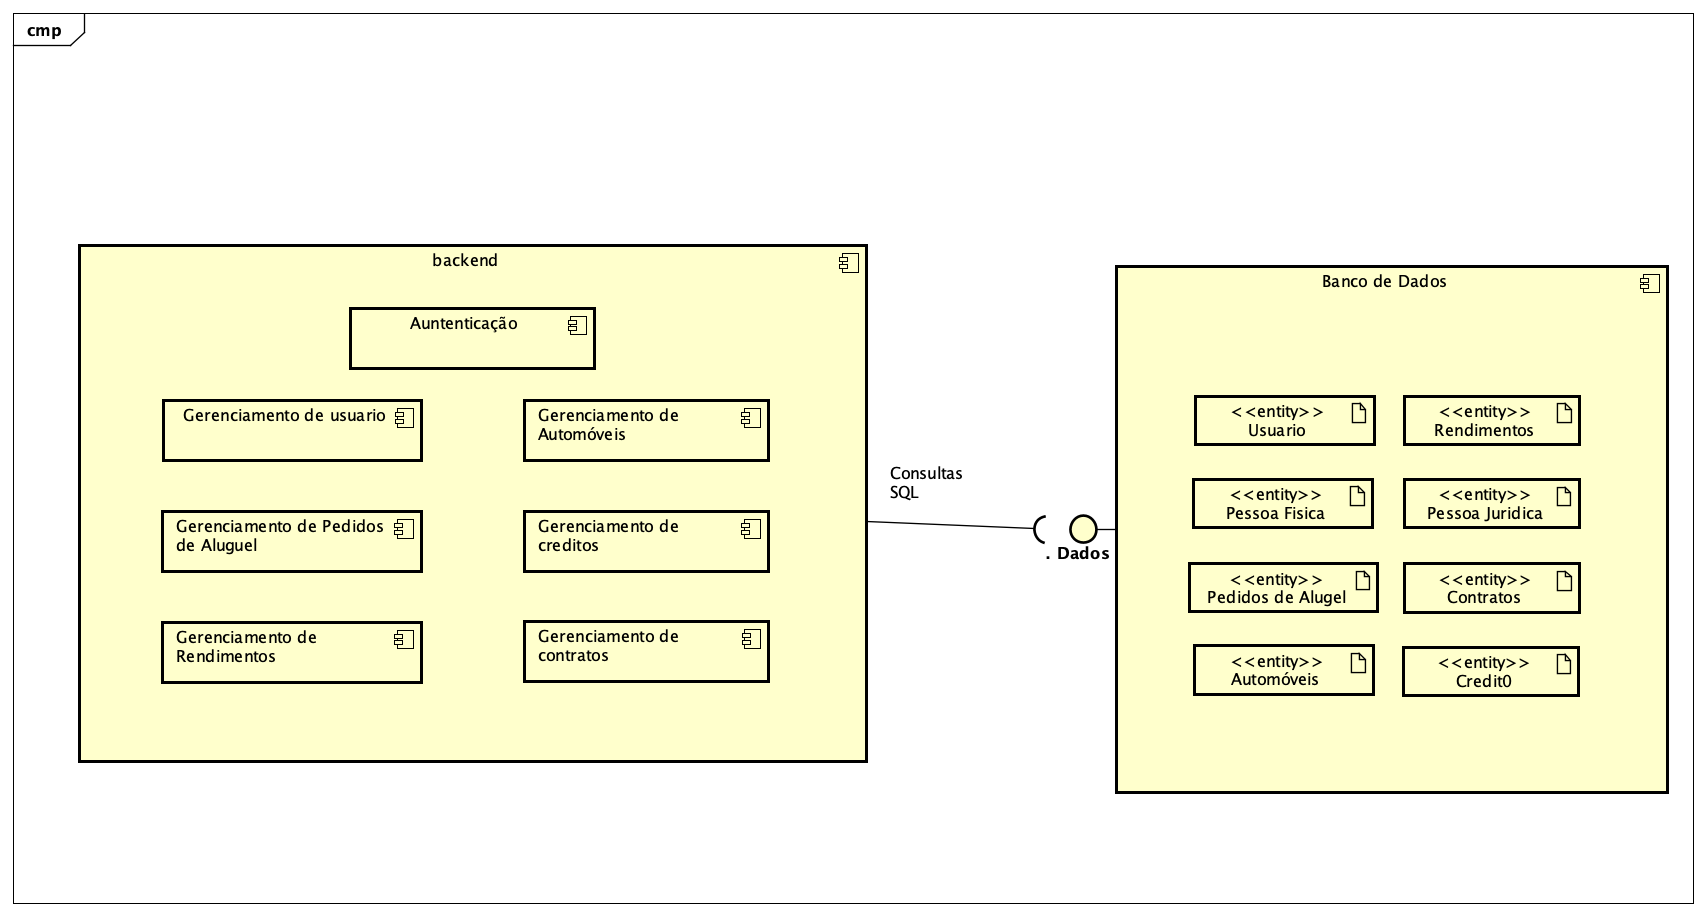 cmp
backend
Auntenticação
Gerenciamento de usuario
Gerenciamento de
Automóveis
Gerenciamento de Pedidos
de Aluguel
Gerenciamento de
creditos
Gerenciamento de
Rendimentos
Gerenciamento de
contratos
Consultas
SQL
. Dados
Banco de Dados
<<entity>>
Usuario
<<entity>>
Rendimentos
<<entity>>
Pessoa Fisica
<<entity>>
Pessoa Juridica
<<entity>>
Pedidos de Alugel
<<entity>>
Contratos
<<entity>>
Automóveis
<<entity>>
Credit0